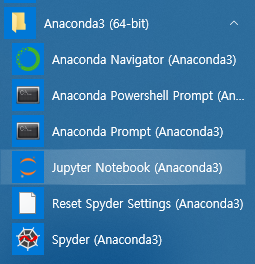 Anaconda3 (64-bit)
Anaconda Navigator (Anaconda3)
Anaconda Powershell Prompt (An...
Anaconda Prompt (Anaconda3)
Jupyter Notebook (Anaconda3)
Reset Spyder Settings (Anaconda3)
Spyder (Anaconda3)